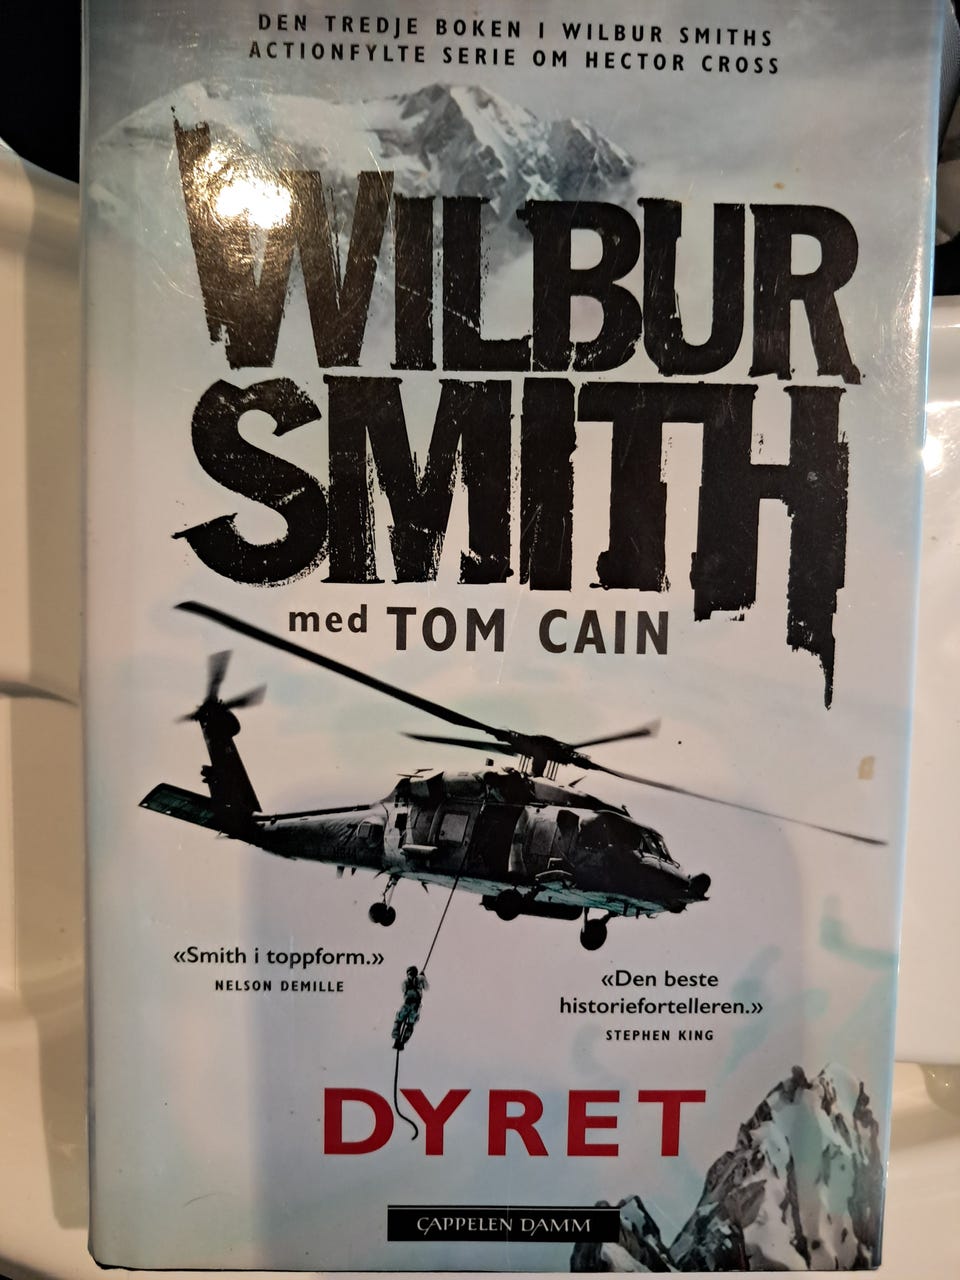 DEN TREDJE BOKEN I WILBUR SMITHS
ACTIONFYLTE SERIE OM HECTOR CROSS
WILBUR
SMITH
med TOM CAIN
«Smith i toppform.»
NELSON DEMILLE
«Den beste
historiefortelleren.»
STEPHEN KING
DYRET
CAPPELEN DAMM